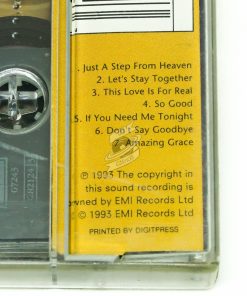 . Just A Step From Heaven
2. Let's Stay Together
3. This Love Is For Real
4. So Good
5. If You Need Me Tonight
6. Don't Say Goodbye
7. Amazing Grace
℗ 1993 The copyright in
this sound recording is
owned by EMI Records Ltd
© 1993 EMI Records Ltd
PRINTED BY DIGITPRESS